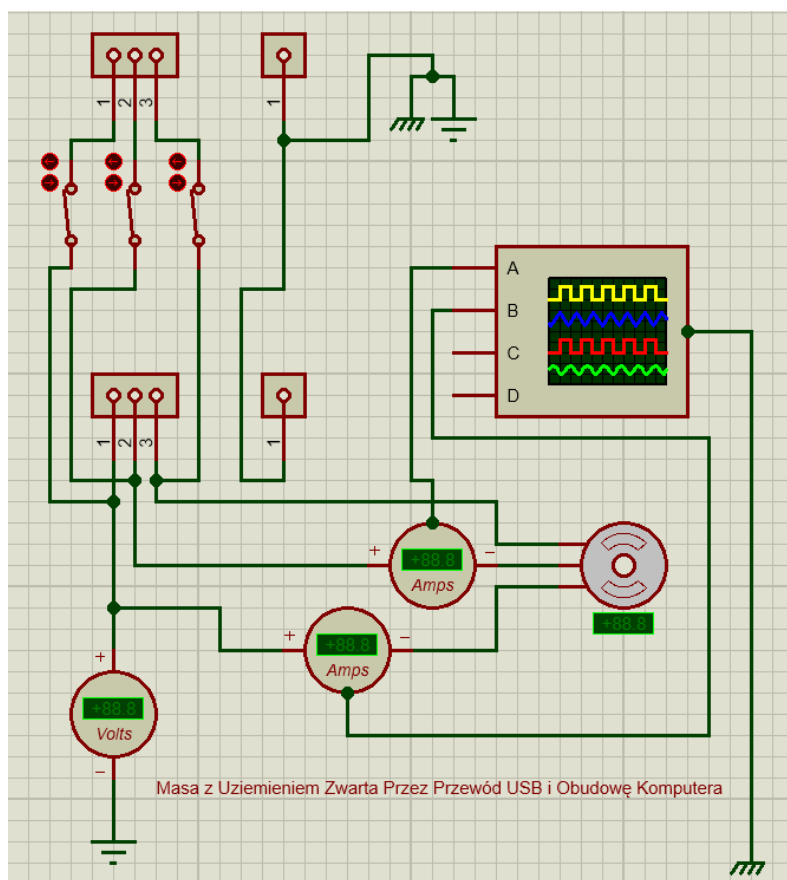 1 2 3
1
A
B
C
D
1 2 3
1
+ +88.8 −
Amps
+88.8
+ +88.8 −
Amps
+
+88.8
Volts
−
Masa z Uziemieniem Zwarta Przez Przewód USB i Obudowę Komputera